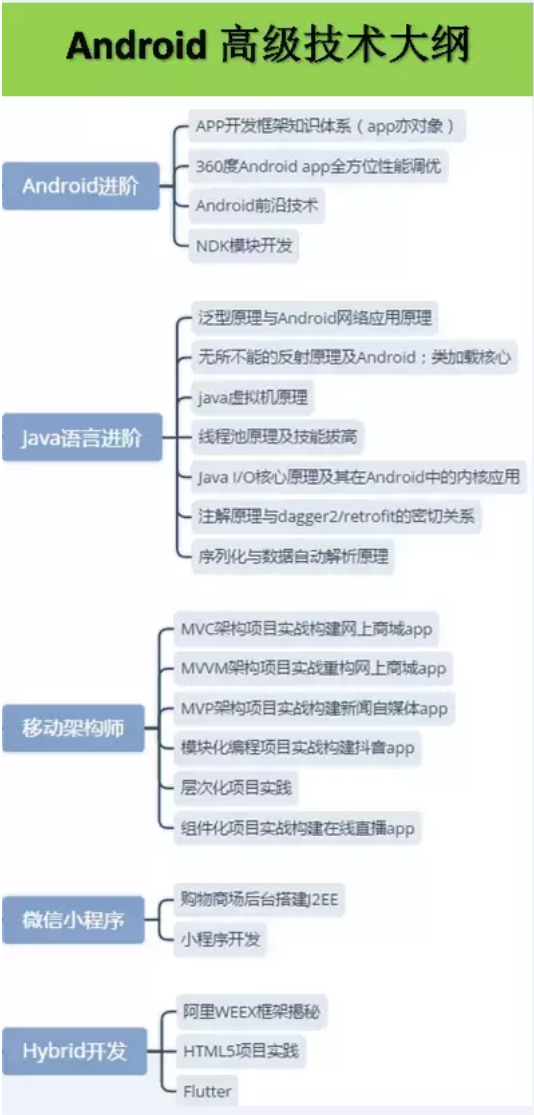 Android 高级技术大纲
Android进阶
APP开发框架知识体系（app亦对象）
360度Android app全方位性能调优
Android前沿技术
NDK模块开发
Java语言进阶
泛型原理与Android网络应用原理
无所不能的反射原理及Android；类加载核心
java虚拟机原理
线程池原理及技能拔高
Java I/O核心原理及其在Android中的内核应用
注解原理与dagger2/retrofit的密切关系
序列化与数据自动解析原理
移动架构师
MVC架构项目实战构建网上商城app
MVVM架构项目实战重构网上商城app
MVP架构项目实战构建新闻自媒体app
模块化编程项目实战构建抖音app
层次化项目实践
组件化项目实战构建在线直播app
微信小程序
购物商场后台搭建J2EE
小程序开发
Hybrid开发
阿里WEEX框架揭秘
HTML5项目实践
Flutter